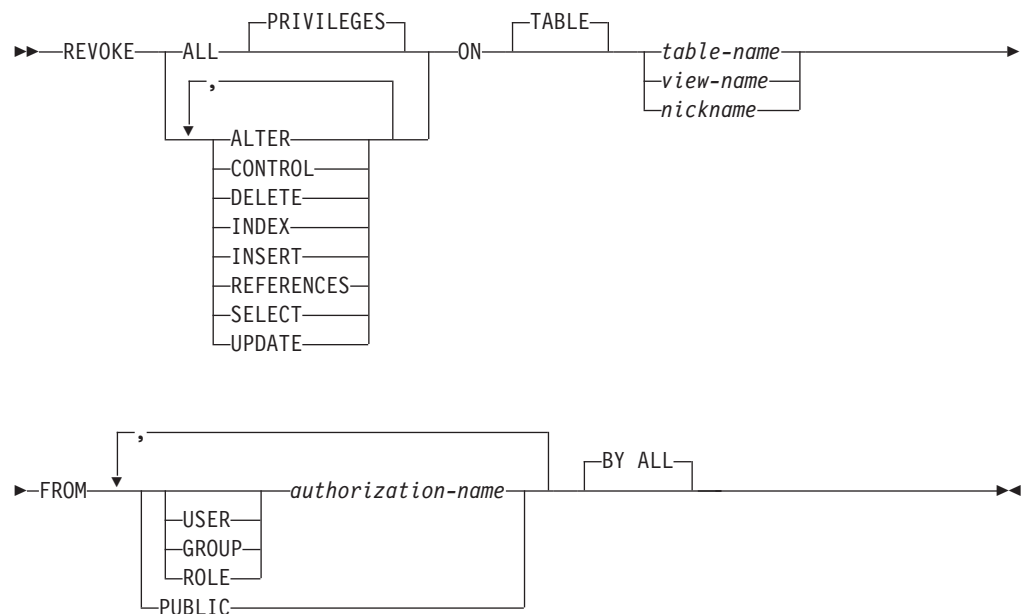 PRIVILEGES TABLE
REVOKE ALL ON table-name
, view-name
nickname
ALTER
CONTROL
DELETE
INDEX
INSERT
REFERENCES
SELECT
UPDATE
,
BY ALL
FROM authorization-name
USER
GROUP
ROLE
PUBLIC